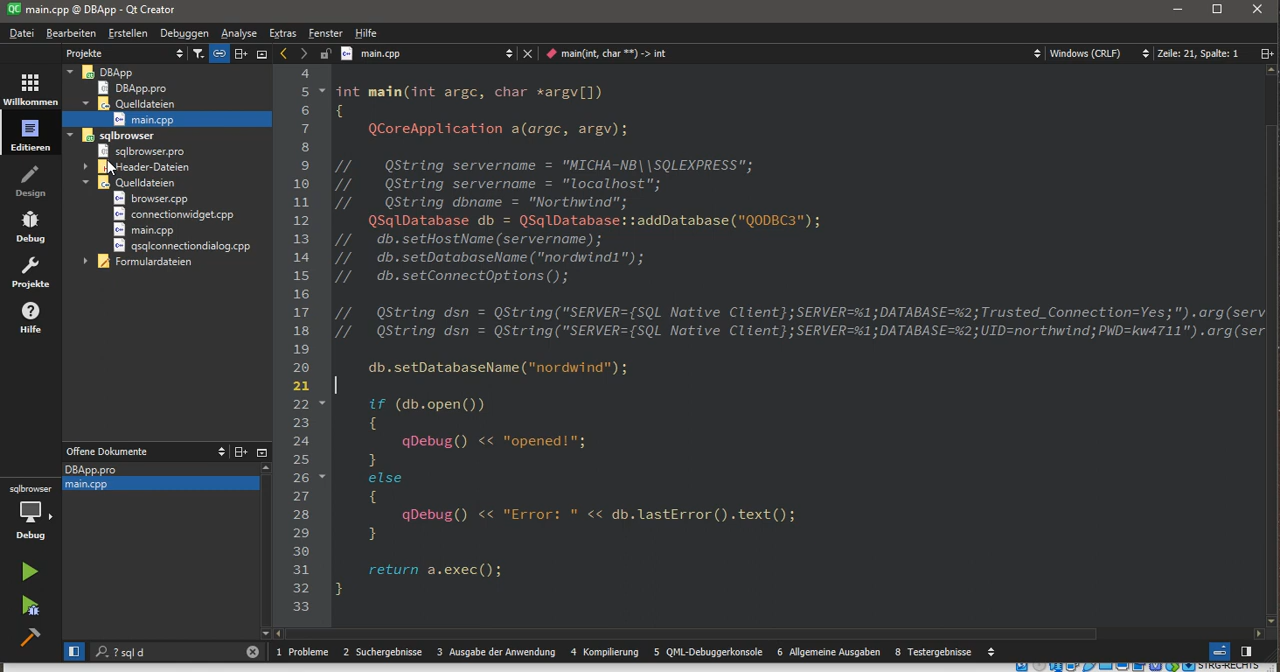 QC main.cpp @ DBApp - Qt Creator
Datei Bearbeiten Erstellen Debugging Analyse Extras Fenster Hilfe
Projekte main.cpp main(int, char **) -> int Windows (CRLF) Zeile: 21, Spalte: 1
Willkommen
Editieren
Design
Debug
Projekte
Hilfe
DBApp
DBApp.pro
Quelldateien
main.cpp
sqlbrowser
sqlbrowser.pro
Header-Dateien
Quelldateien
browser.cpp
connectionwidget.cpp
main.cpp
qsqlconnectiondialog.cpp
Formulardateien
Offene Dokumente
DBApp.pro
main.cpp
sqlbrowser
Debug
4
5 int main(int argc, char *argv[])
6 {
7 QCoreApplication a(argc, argv);
8
9 // QString servername = "MICHA-NB\\SQLEXPRESS";
10 // QString servername = "localhost";
11 // QString dbname = "Northwind";
12 QSqlDatabase db = QSqlDatabase::addDatabase("QODBC3");
13 // db.setHostName(servername);
14 // db.setDatabaseName("nordwind1");
15 // db.setConnectOptions();
16
17 // QString dsn = QString("SERVER={SQL Native Client};SERVER=%1;DATABASE=%2;Trusted_Connection=Yes;").arg(serv
18 // QString dsn = QString("SERVER={SQL Native Client};SERVER=%1;DATABASE=%2;UID=northwind;PWD=kw4711").arg(ser
19
20 db.setDatabaseName("nordwind");
21
22 if (db.open())
23 {
24 qDebug() << "opened!";
25 }
26 else
27 {
28 qDebug() << "Error: " << db.lastError().text();
29 }
30
31 return a.exec();
32 }
33
? sql d 1 Probleme 2 Suchergebnisse 3 Ausgabe der Anwendung 4 Kompilierung 5 QML-Debuggerkonsole 6 Allgemeine Ausgaben 8 Testergebnisse
STRG-RECHTS